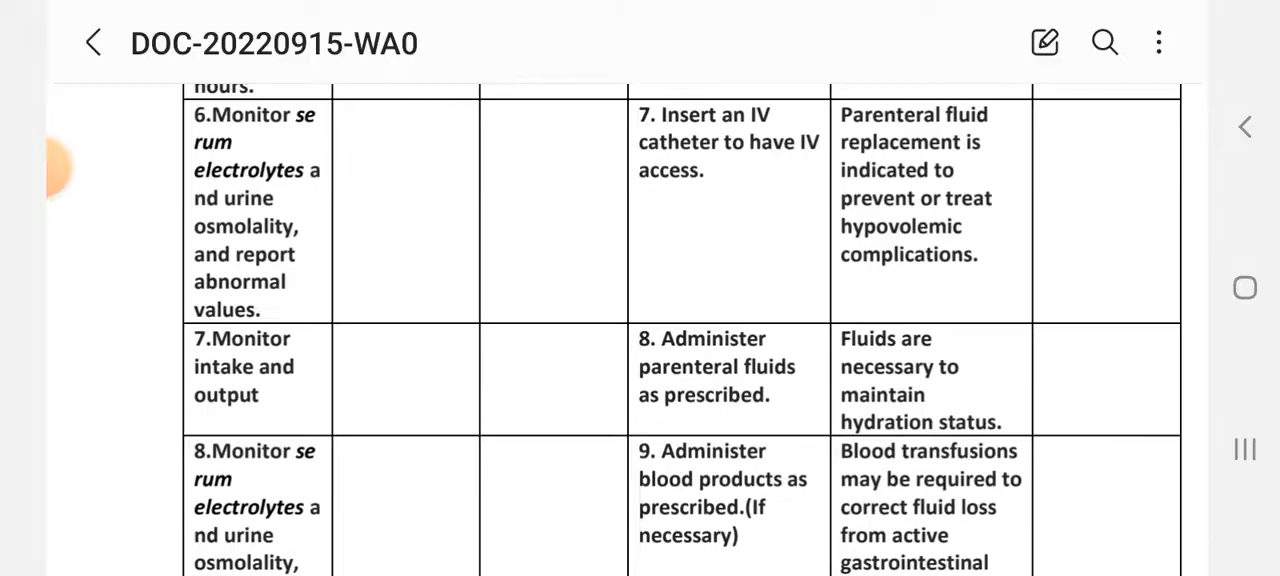 DOC-20220915-WA0
hours.
6.Monitor se
rum
electrolytes a
nd urine
osmolality,
and report
abnormal
values.
7. Insert an IV
catheter to have IV
access.
Parenteral fluid
replacement is
indicated to
prevent or treat
hypovolemic
complications.
7.Monitor
intake and
output
8. Administer
parenteral fluids
as prescribed.
Fluids are
necessary to
maintain
hydration status.
8.Monitor se
rum
electrolytes a
nd urine
osmolality,
9. Administer
blood products as
prescribed.(If
necessary)
Blood transfusions
may be required to
correct fluid loss
from active
gastrointestinal